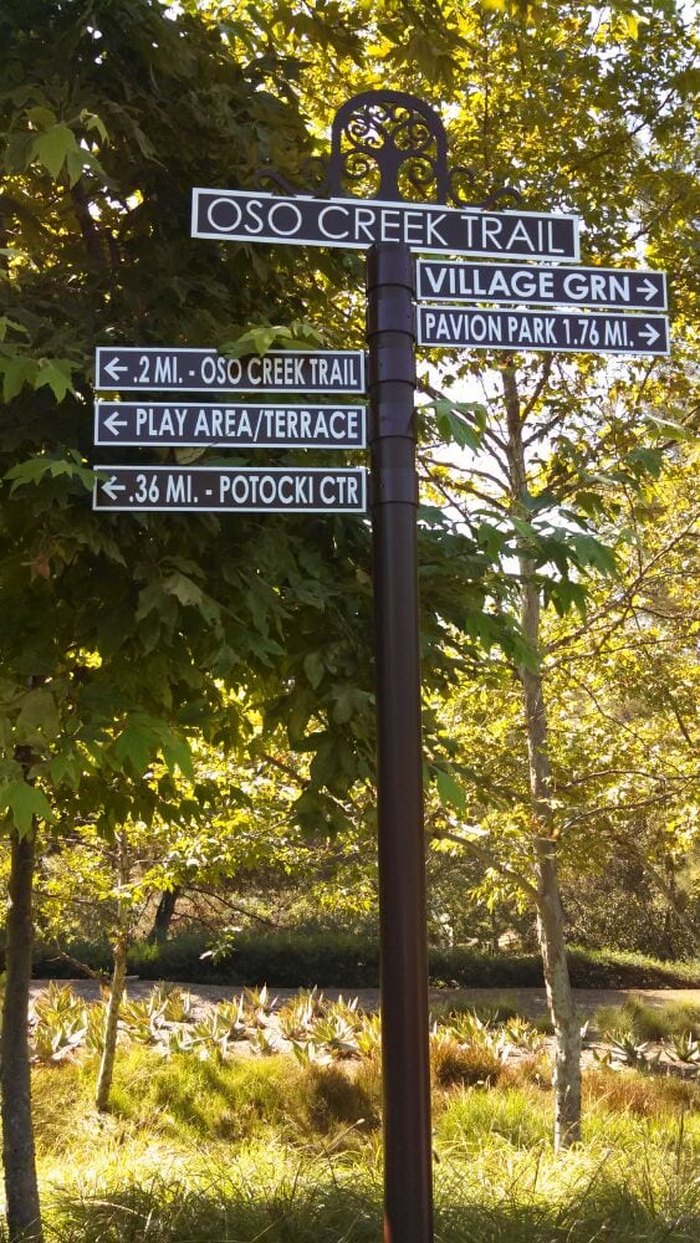 OSO CREEK TRAIL
VILLAGE GRN →
PAVION PARK 1.76 MI. →
← .2 MI. - OSO CREEK TRAIL
← PLAY AREA/TERRACE
← .36 MI. - POTOCKI CTR